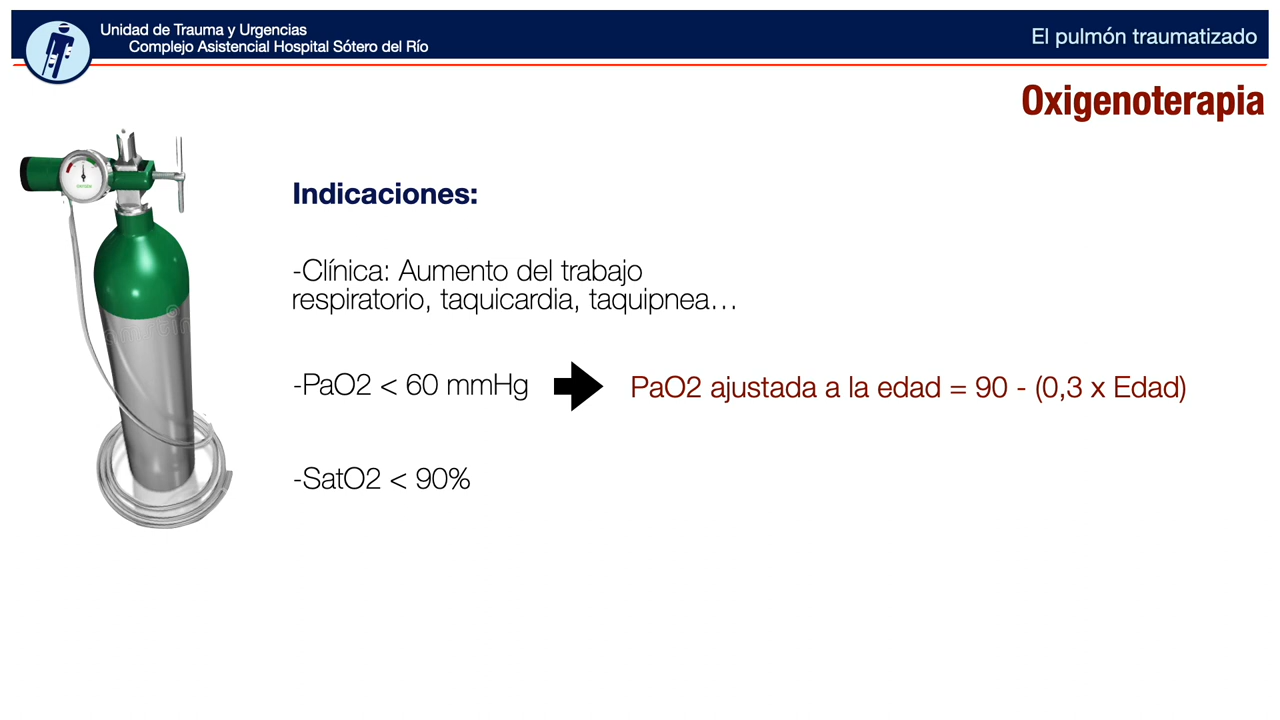 Unidad de Trauma y Urgencias
Complejo Asistencial Hospital Sótero del Río
El pulmón traumatizado
Oxigenoterapia
Indicaciones:
-Clínica: Aumento del trabajo
respiratorio, taquicardia, taquipnea…
-PaO2 < 60 mmHg
PaO2 ajustada a la edad = 90 - (0,3 x Edad)
-SatO2 < 90%